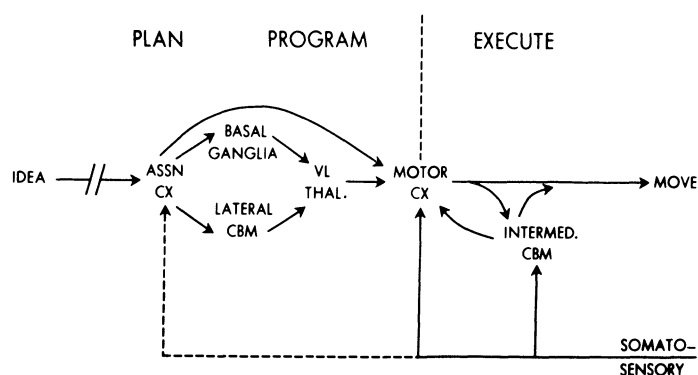 PLAN PROGRAM EXECUTE
BASAL
GANGLIA
IDEA
ASSN
CX
VL
THAL.
MOTOR
CX
MOVE
LATERAL
CBM
INTERMED.
CBM
SOMATO-
SENSORY